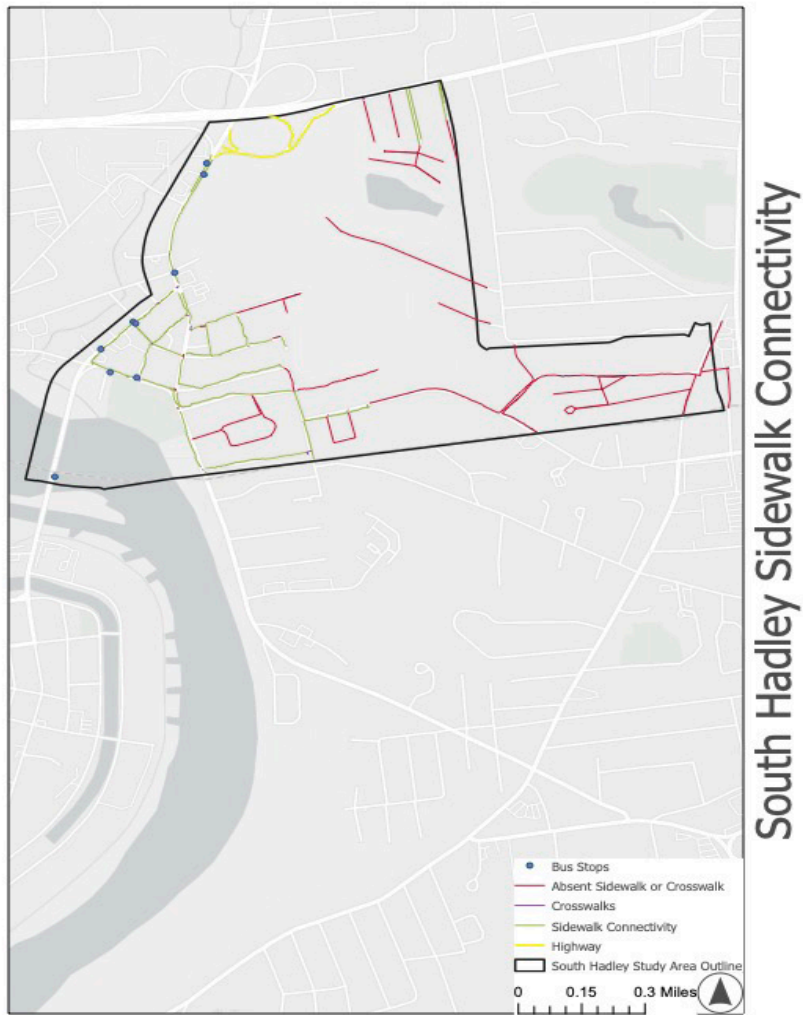 South Hadley Sidewalk Connectivity
Bus Stops
Absent Sidewalk or Crosswalk
Crosswalks
Sidewalk Connectivity
Highway
South Hadley Study Area Outline
0 0.15 0.3 Miles